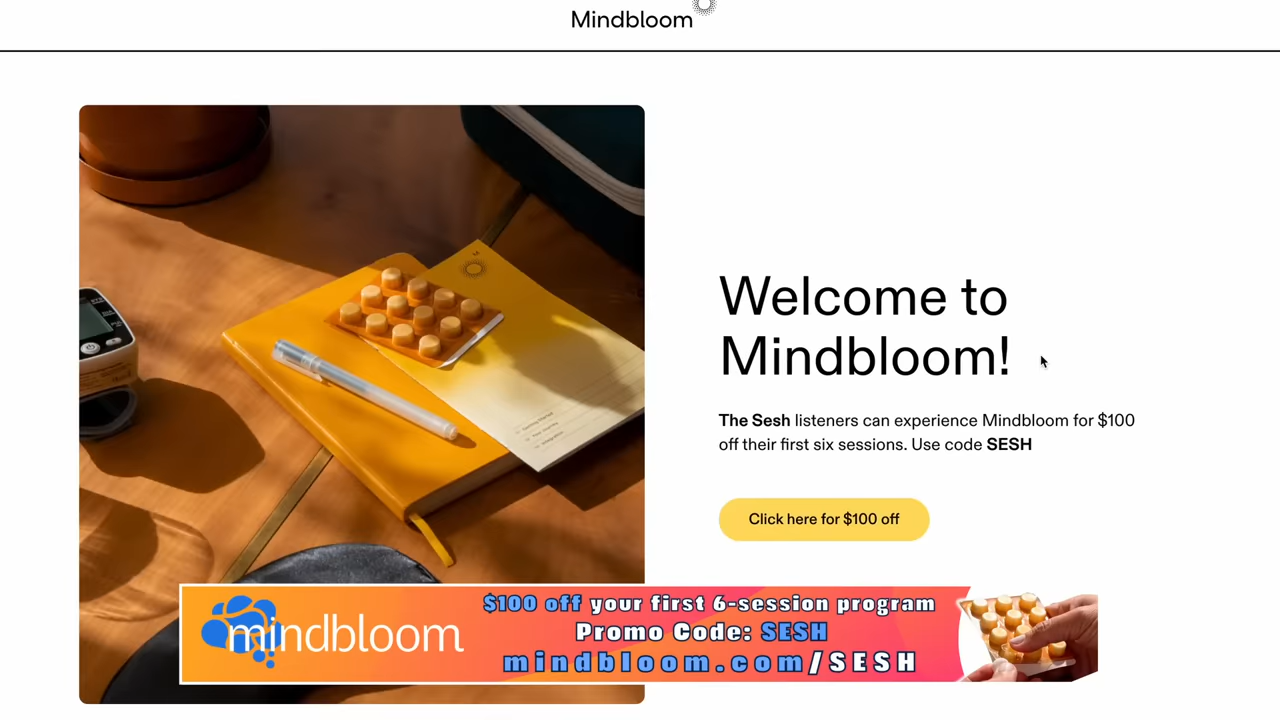 Mindbloom
Welcome to
Mindbloom!
The Sesh listeners can experience Mindbloom for $100
off their first six sessions. Use code SESH
Click here for $100 off
mindbloom
$100 off your first 6-session program
Promo Code: SESH
mindbloom.com/SESH